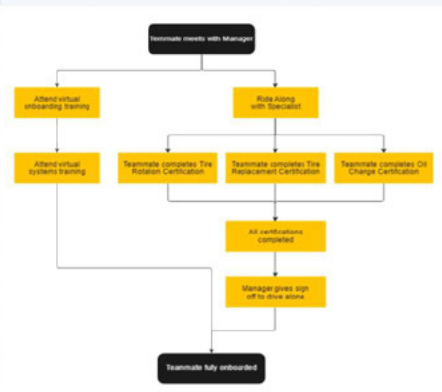 Temmate meets with Manager
Attend virtual
onboarding training
Ride Along
with Specialist
Attend virtual
systems training
Teammate competes Tire
Rotation Certification
Teammate completes Tire
Replacement Certification
Teammate completes Oil
Change Certification
All certifications
completed
Manager gives sign
off to drive alone
Teammate fully onboarded